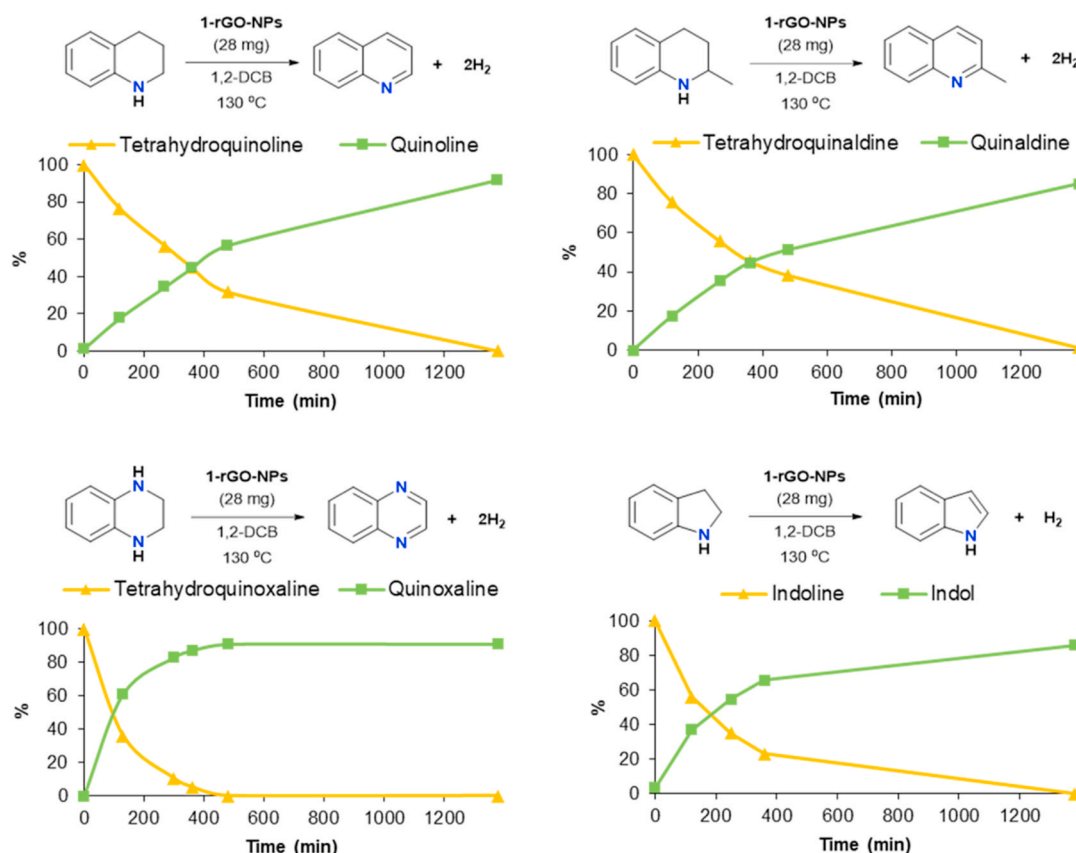 1-rGO-NPs
(28 mg)
1,2-DCB
130 ºC
N
H
N
+ 2H2
Tetrahydroquinoline Quinoline
100
80
60
40
20
0
%
0 200 400 600 800 1000 1200
Time (min)
1-rGO-NPs
(28 mg)
1,2-DCB
130 ºC
N
H
N
+ 2H2
Tetrahydroquinaldine Quinaldine
100
80
60
40
20
0
%
0 200 400 600 800 1000 1200
Time (min)
H
N
N
H
1-rGO-NPs
(28 mg)
1,2-DCB
130 ºC
N
N
+ 2H2
Tetrahydroquinoxaline Quinoxaline
100
80
60
40
20
0
%
0 200 400 600 800 1000 1200
Time (min)
1-rGO-NPs
(28 mg)
1,2-DCB
130 ºC
N
H
N
H
+ H2
Indoline Indol
100
80
60
40
20
0
%
0 200 400 600 800 1000 1200
Time (min)